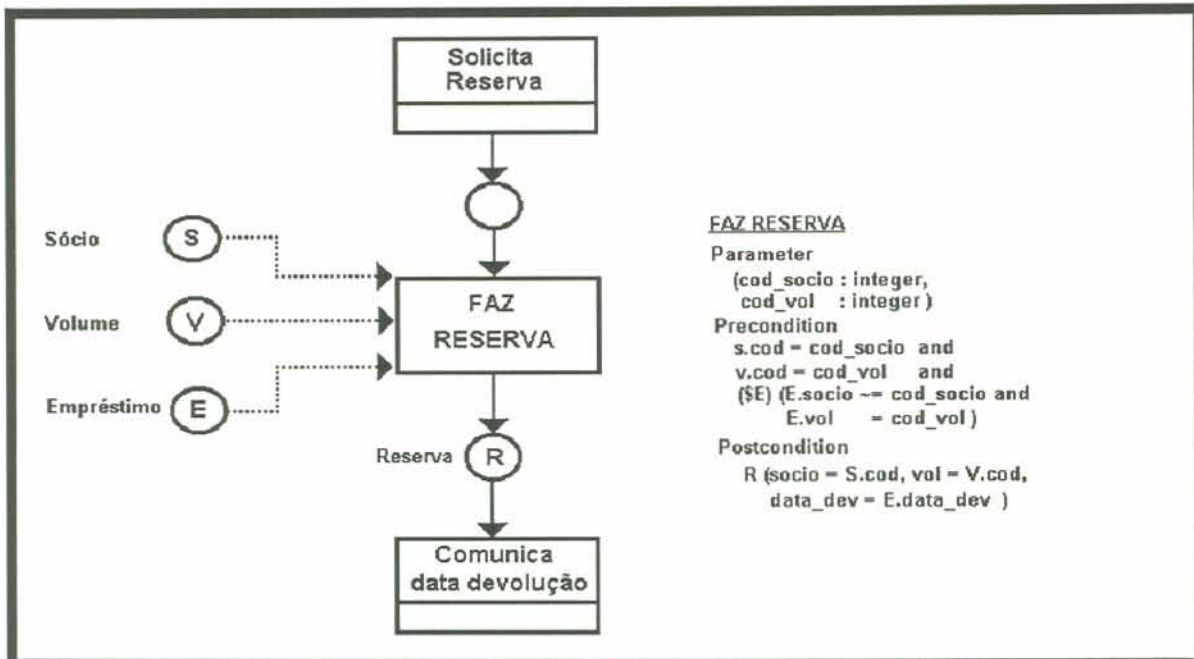 Solicita
Reserva
Sócio
S
Volume
V
Empréstimo
E
FAZ
RESERVA
Reserva
R
Comunica
data devolução
FAZ RESERVA
Parameter
(cod_socio : integer,
cod_vol : integer )
Precondition
s.cod = cod_socio and
v.cod = cod_vol and
($E) (E.socio ~= cod_socio and
E.vol = cod_vol )
Postcondition
R (socio = S.cod, vol = V.cod,
data_dev = E.data_dev )